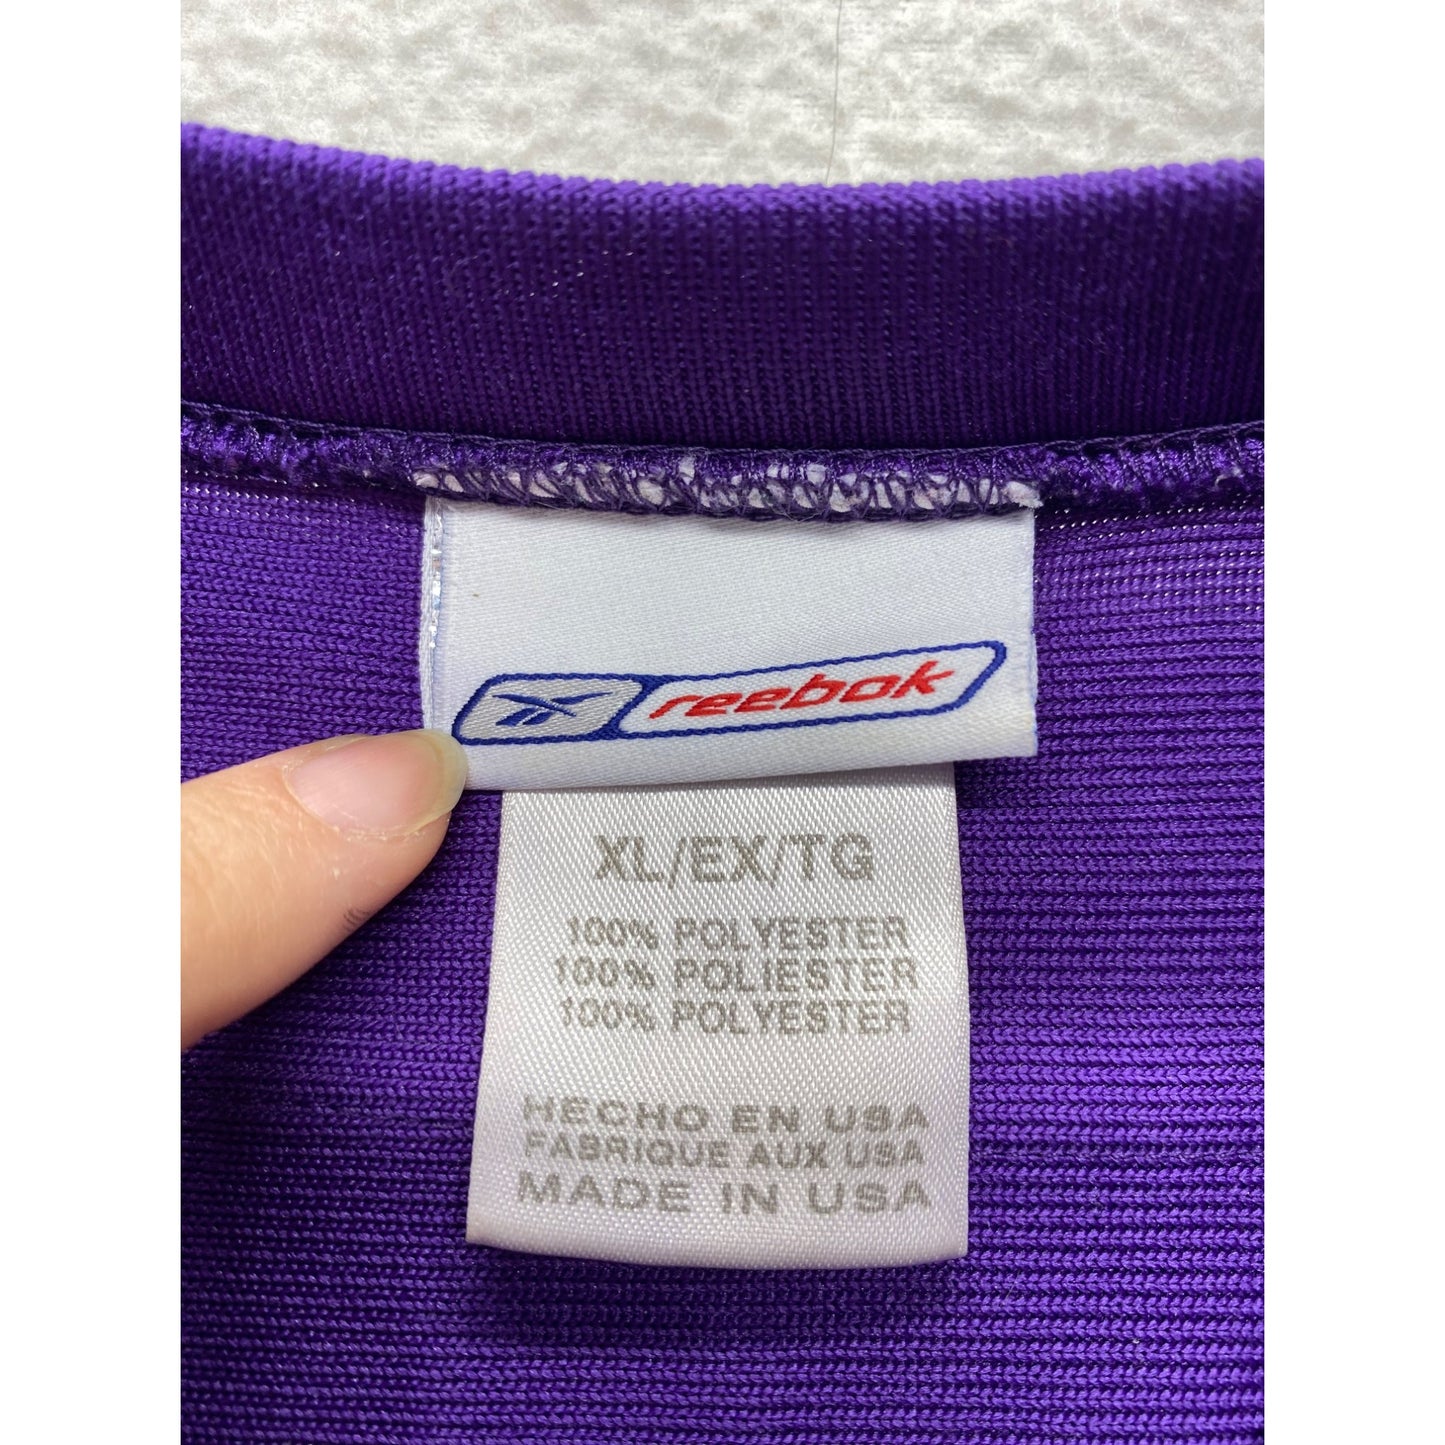 reebok
XL/EX/TG
100% POLYESTER
100% POLIESTER
100% POLYESTER
HECHO EN USA
FABRIQUE AUX USA
MADE IN USA